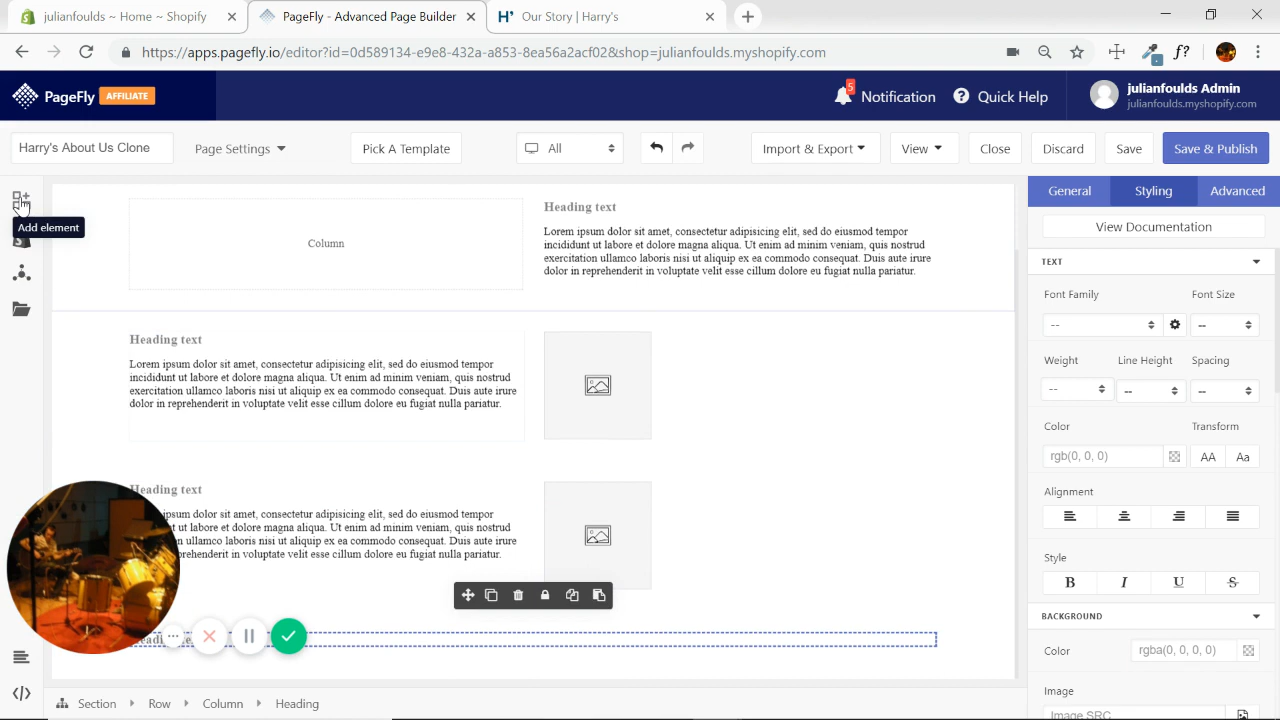 julianfoulds ~ Home ~ Shopify
PageFly - Advanced Page Builder
H' Our Story | Harry's
https://apps.pagefly.io/editor?id=0d589134-e9e8-432a-a853-8ea56a2acf02&shop=julianfoulds.myshopify.com
f?
PageFly AFFILIATE
5
Notification
Quick Help
julianfoulds Admin
julianfoulds.myshopify.com
Harry's About Us Clone
Page Settings
Pick A Template
All
Import & Export
View
Close
Discard
Save
Save & Publish
Add element
Column
Heading text
Lorem ipsum dolor sit amet, consectetur adipisicing elit, sed do eiusmod tempor
incididunt ut labore et dolore magna aliqua. Ut enim ad minim veniam, quis nostrud
exercitation ullamco laboris nisi ut aliquip ex ea commodo consequat. Duis aute irure
dolor in reprehenderit in voluptate velit esse cillum dolore eu fugiat nulla pariatur.
Heading text
Lorem ipsum dolor sit amet, consectetur adipisicing elit, sed do eiusmod tempor
incididunt ut labore et dolore magna aliqua. Ut enim ad minim veniam, quis nostrud
exercitation ullamco laboris nisi ut aliquip ex ea commodo consequat. Duis aute irure
dolor in reprehenderit in voluptate velit esse cillum dolore eu fugiat nulla pariatur.
Heading text
ipsum dolor sit amet, consectetur adipisicing elit, sed do eiusmod tempor
ut labore et dolore magna aliqua. Ut enim ad minim veniam, quis nostrud
ullamco laboris nisi ut aliquip ex ea commodo consequat. Duis aute irure
reprehenderit in voluptate velit esse cillum dolore eu fugiat nulla pariatur.
Section
Row
Column
Heading
General
Styling
Advanced
View Documentation
TEXT
Font Family
Font Size
--
--
Weight
Line Height
Spacing
--
--
--
Color
Transform
rgb(0, 0, 0)
AA
Aa
Alignment
Style
B
I
U
S
BACKGROUND
Color
rgba(0, 0, 0, 0)
Image
Image SRC